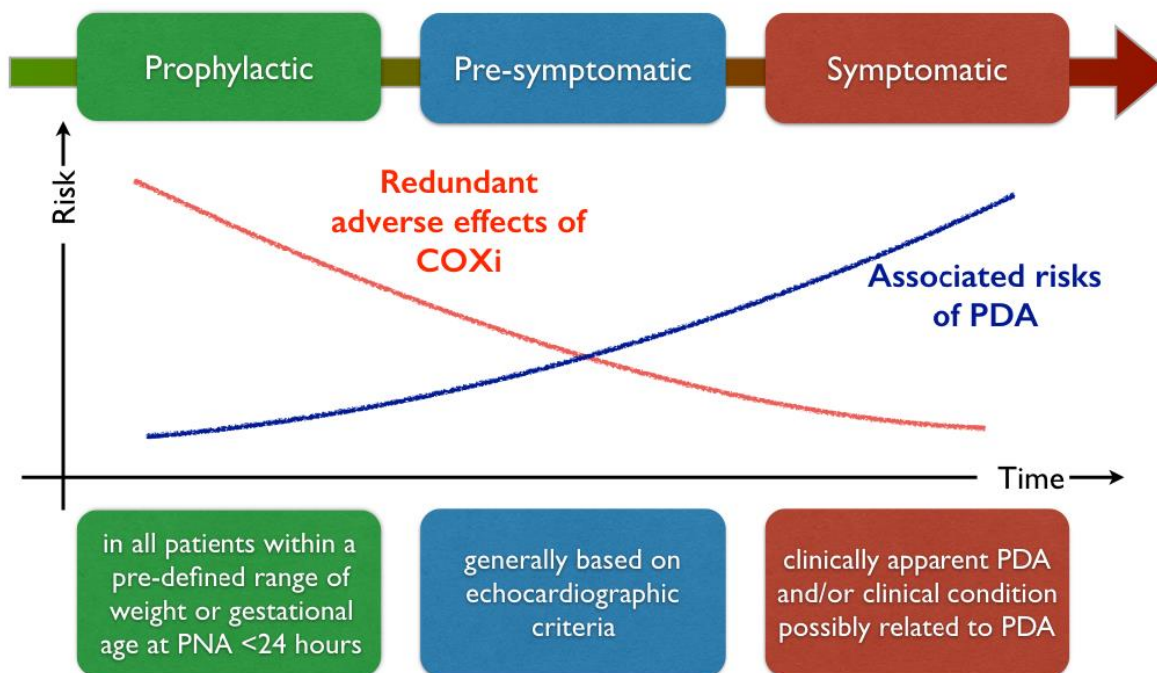 Prophylactic
Pre-symptomatic
Symptomatic
Risk
Redundant
adverse effects of
COXi
Associated risks
of PDA
Time
in all patients within a
pre-defined range of
weight or gestational
age at PNA <24 hours
generally based on
echocardiographic
criteria
clinically apparent PDA
and/or clinical condition
possibly related to PDA